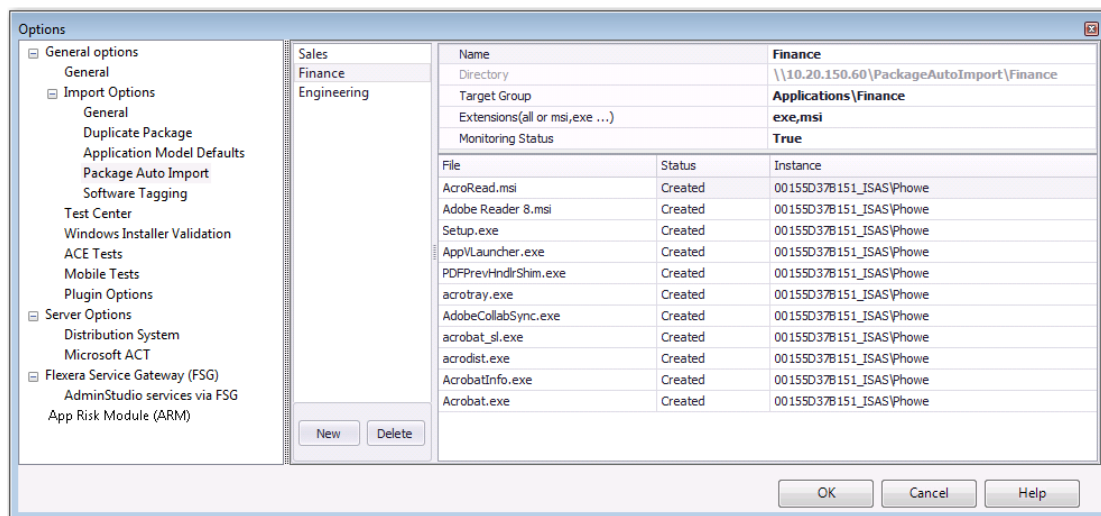 Options
General options
General
Import Options
General
Duplicate Package
Application Model Defaults
Package Auto Import
Software Tagging
Test Center
Windows Installer Validation
ACE Tests
Mobile Tests
Plugin Options
Server Options
Distribution System
Microsoft ACT
Flexera Service Gateway (FSG)
AdminStudio services via FSG
App Risk Module (ARM)
Sales
Finance
Engineering
New Delete
Name Finance
Directory \\10.20.150.60\PackageAutoImport\Finance
Target Group Applications\Finance
Extensions(all or msi,exe ...) exe,msi
Monitoring Status True
File Status Instance
AcroRead.msi Created 00155D37B151_ISAS\Phowe
Adobe Reader 8.msi Created 00155D37B151_ISAS\Phowe
Setup.exe Created 00155D37B151_ISAS\Phowe
AppVLauncher.exe Created 00155D37B151_ISAS\Phowe
PDFPrevHndlrShim.exe Created 00155D37B151_ISAS\Phowe
acrotray.exe Created 00155D37B151_ISAS\Phowe
AdobeCollabSync.exe Created 00155D37B151_ISAS\Phowe
acrobat_sl.exe Created 00155D37B151_ISAS\Phowe
acrodist.exe Created 00155D37B151_ISAS\Phowe
AcrobatInfo.exe Created 00155D37B151_ISAS\Phowe
Acrobat.exe Created 00155D37B151_ISAS\Phowe
OK Cancel Help